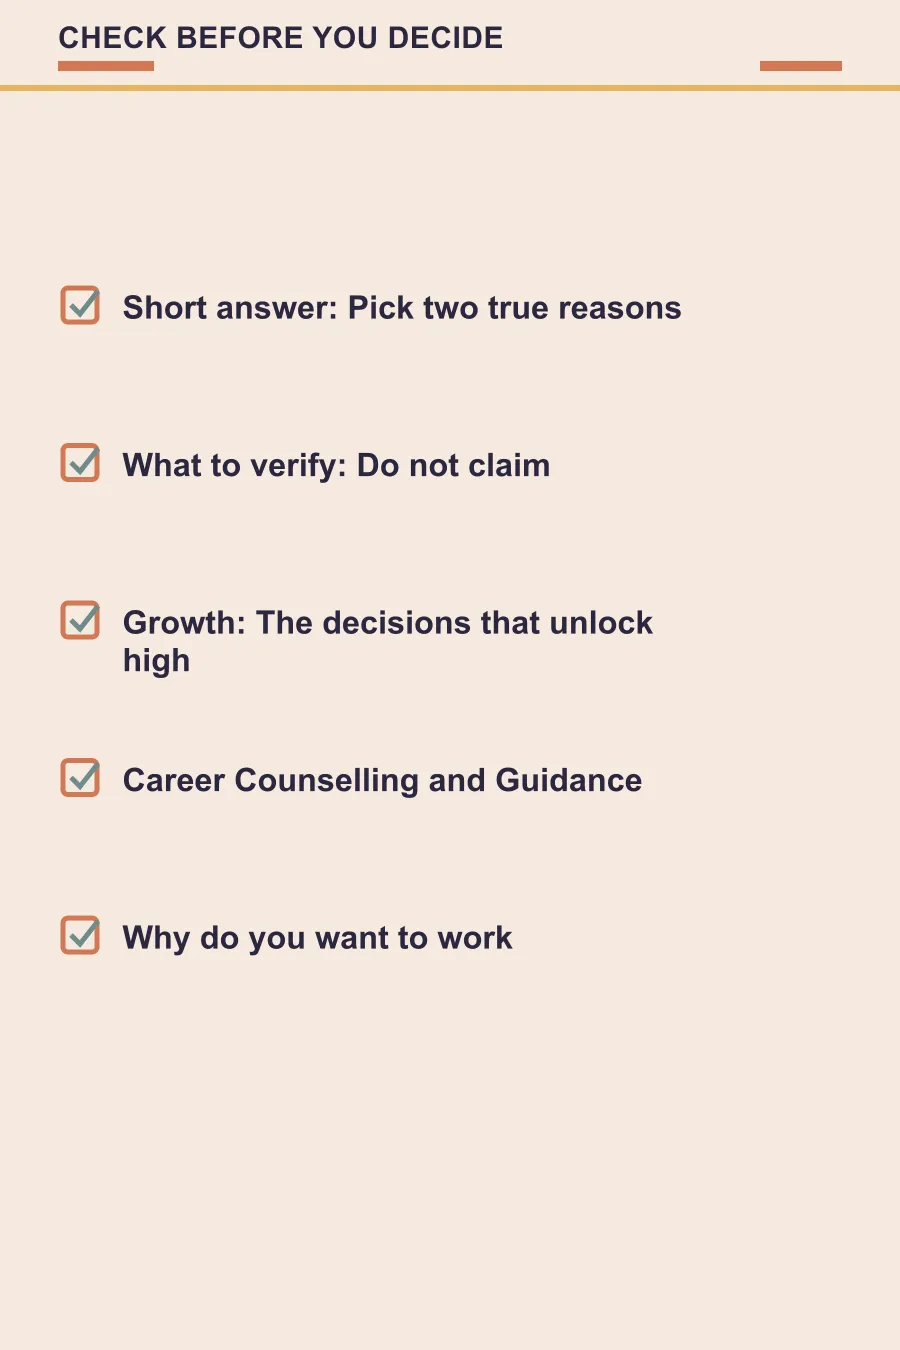 CHECK BEFORE YOU DECIDE
Short answer: Pick two true reasons
What to verify: Do not claim
Growth: The decisions that unlock
high
Career Counselling and Guidance
Why do you want to work